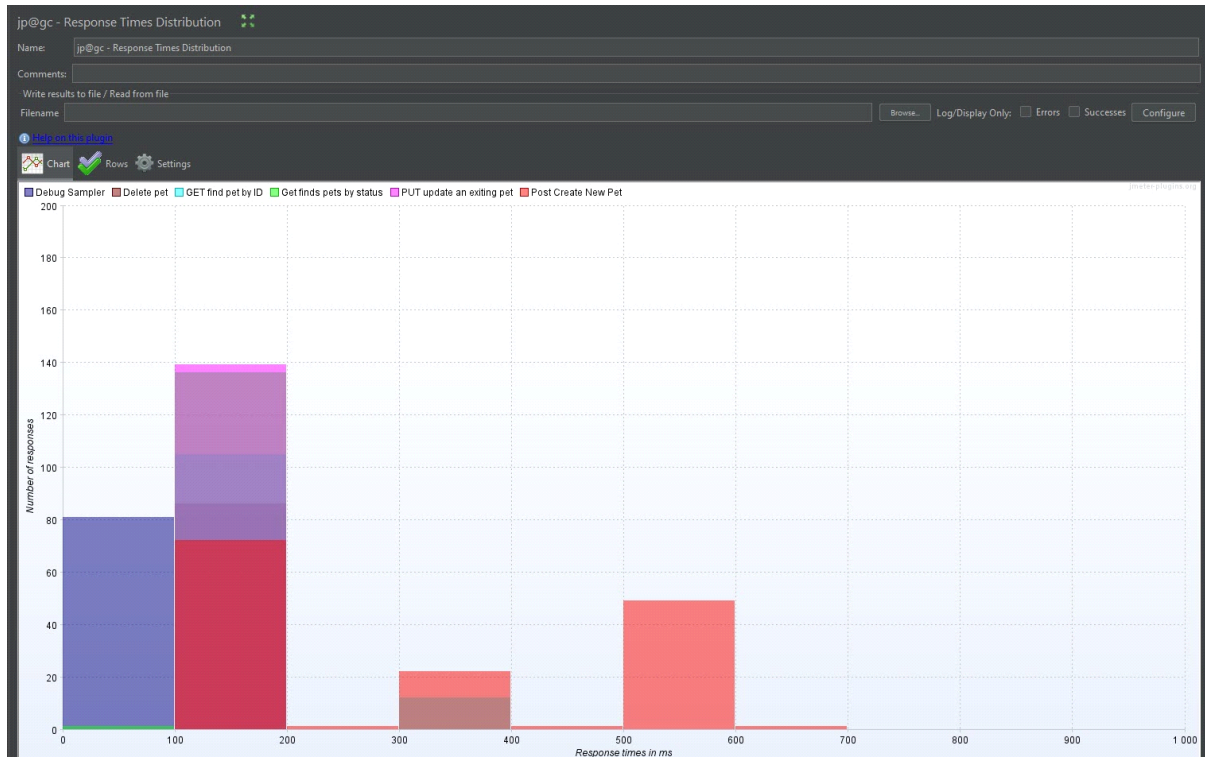 jp@gc - Response Times Distribution
Name: jp@gc - Response Times Distribution
Comments:
Write results to file / Read from file
Filename Browse... Log/Display Only: Errors Successes Configure
Help on this plugin
Chart Rows Settings
jmeter-plugins.org
Debug Sampler Delete pet GET find pet by ID Get finds pets by status PUT update an exiting pet Post Create New Pet
200
180
160
140
120
100
80
60
40
20
0
Number of responses
0 100 200 300 400 500 600 700 800 900 1 000
Response times in ms